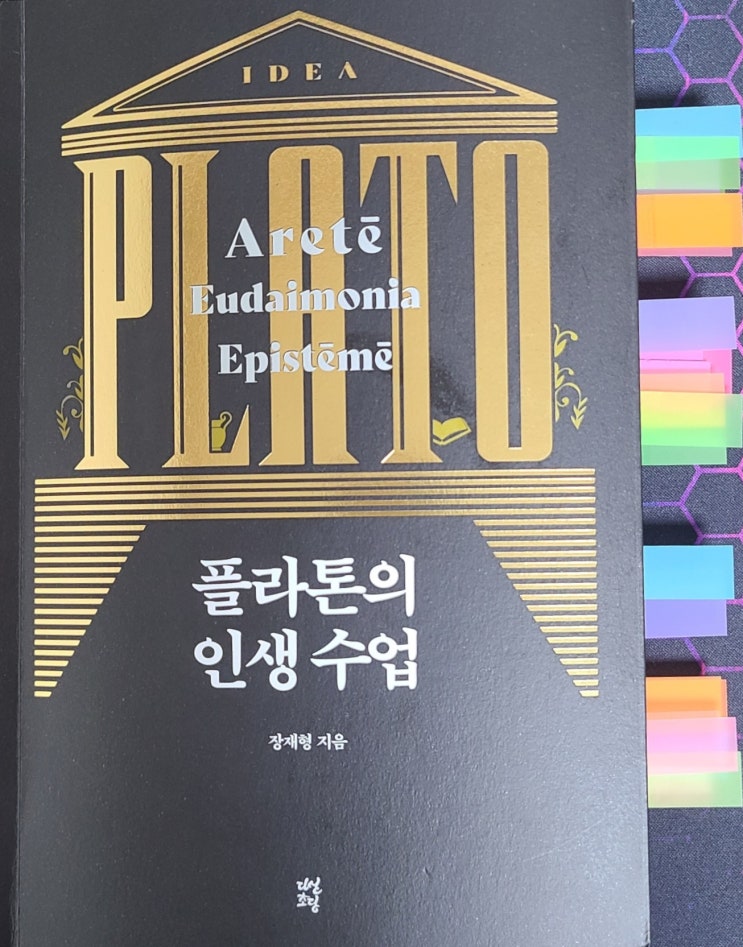 IDEA
PLATO
Aretē
Eudaimonia
Epistēmē
플라톤의
인생 수업
장재형 지음
다산
초당